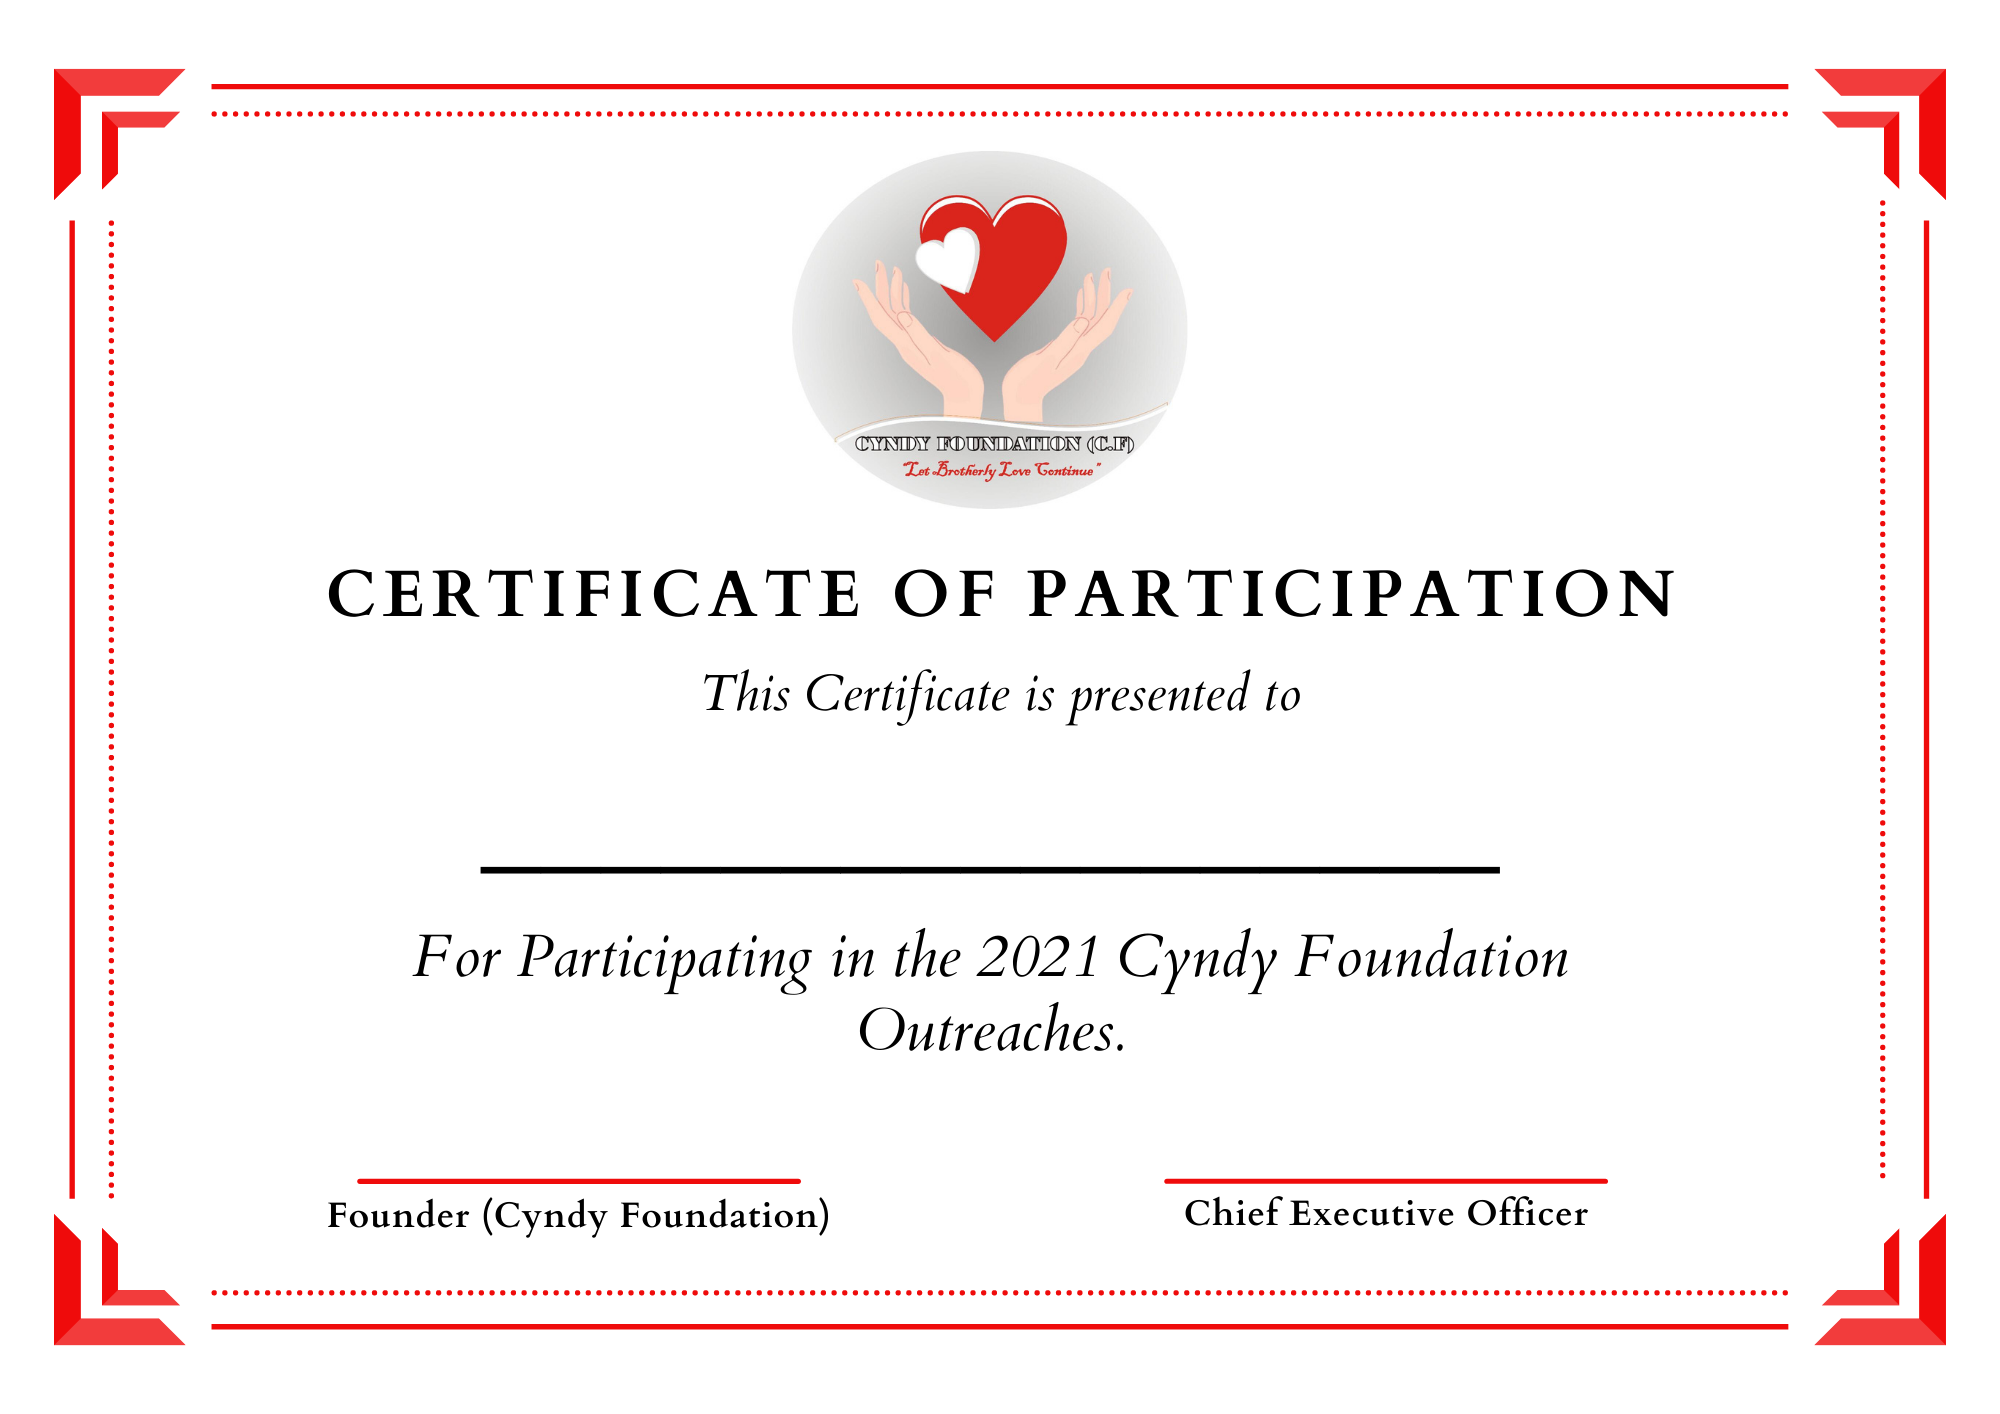 CYNDY FOUNDATION (C.F)
"Let Brotherly Love Continue"
CERTIFICATE OF PARTICIPATION
This Certificate is presented to
For Participating in the 2021 Cyndy Foundation
Outreaches.
Founder (Cyndy Foundation)
Chief Executive Officer